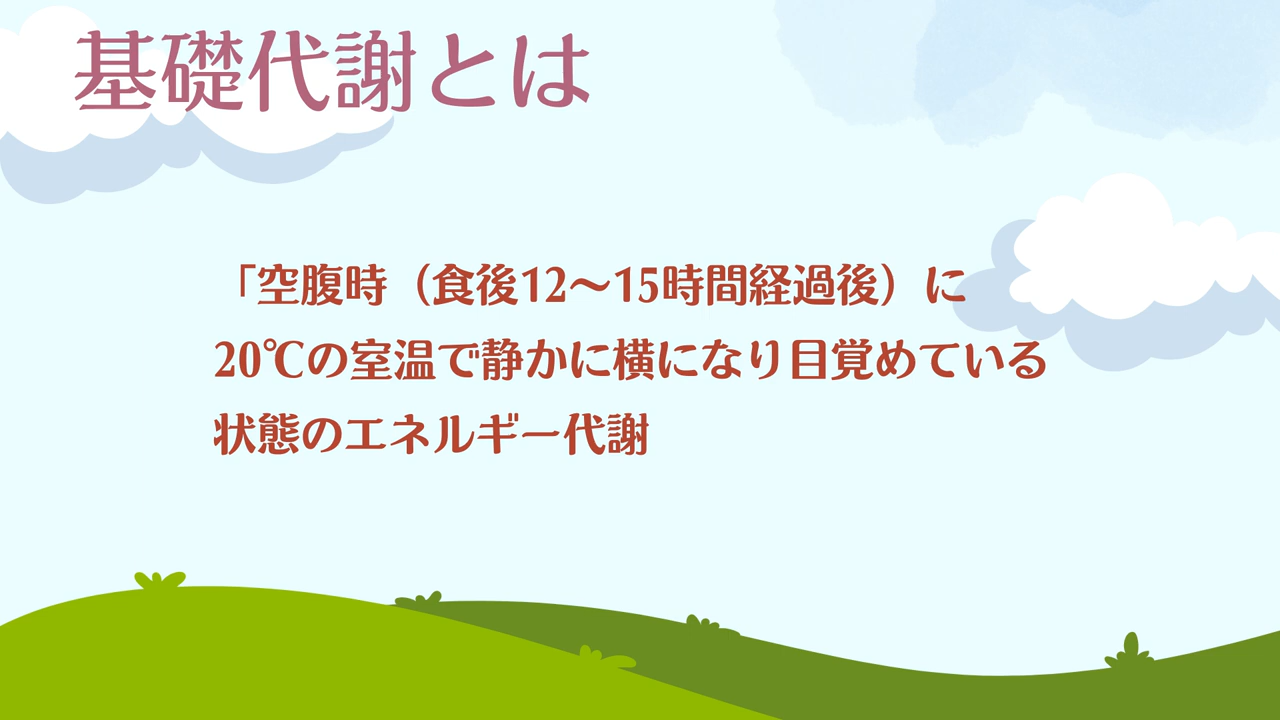 基礎代謝とは
「空腹時（食後12〜15時間経過後）に
20℃の室温で静かに横になり目覚めている
状態のエネルギー代謝